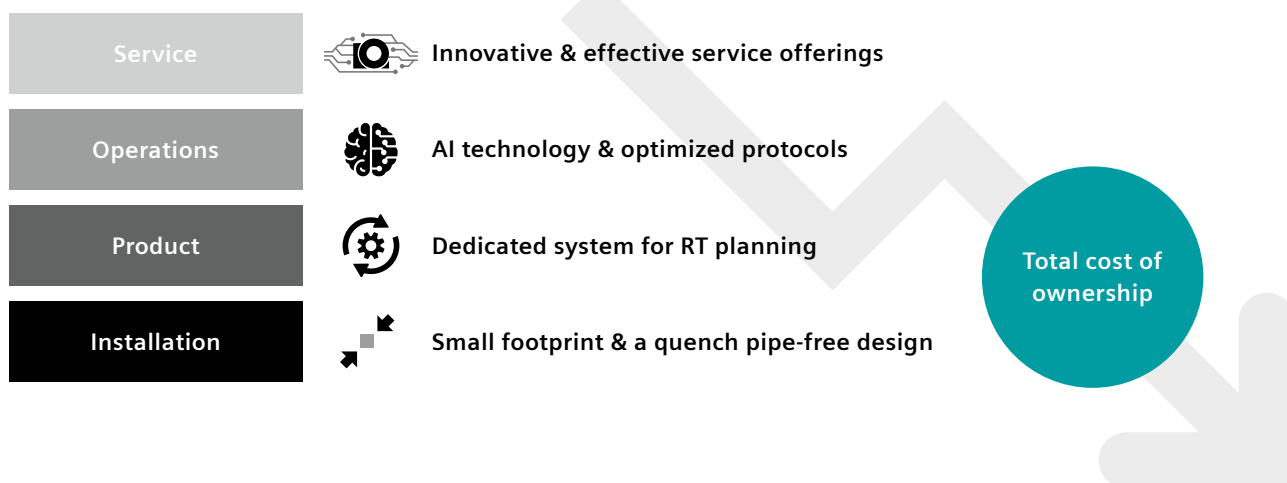 Service
Innovative & effective service offerings
Operations
AI technology & optimized protocols
Product
Dedicated system for RT planning
Installation
Small footprint & a quench pipe-free design
Total cost of
ownership